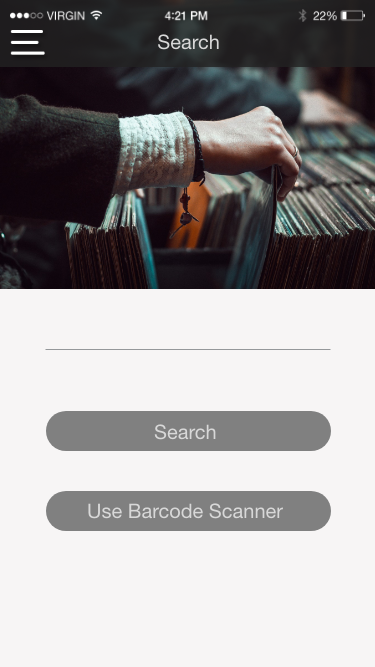 VIRGIN 4:21 PM 22%
Search
Search
Use Barcode Scanner